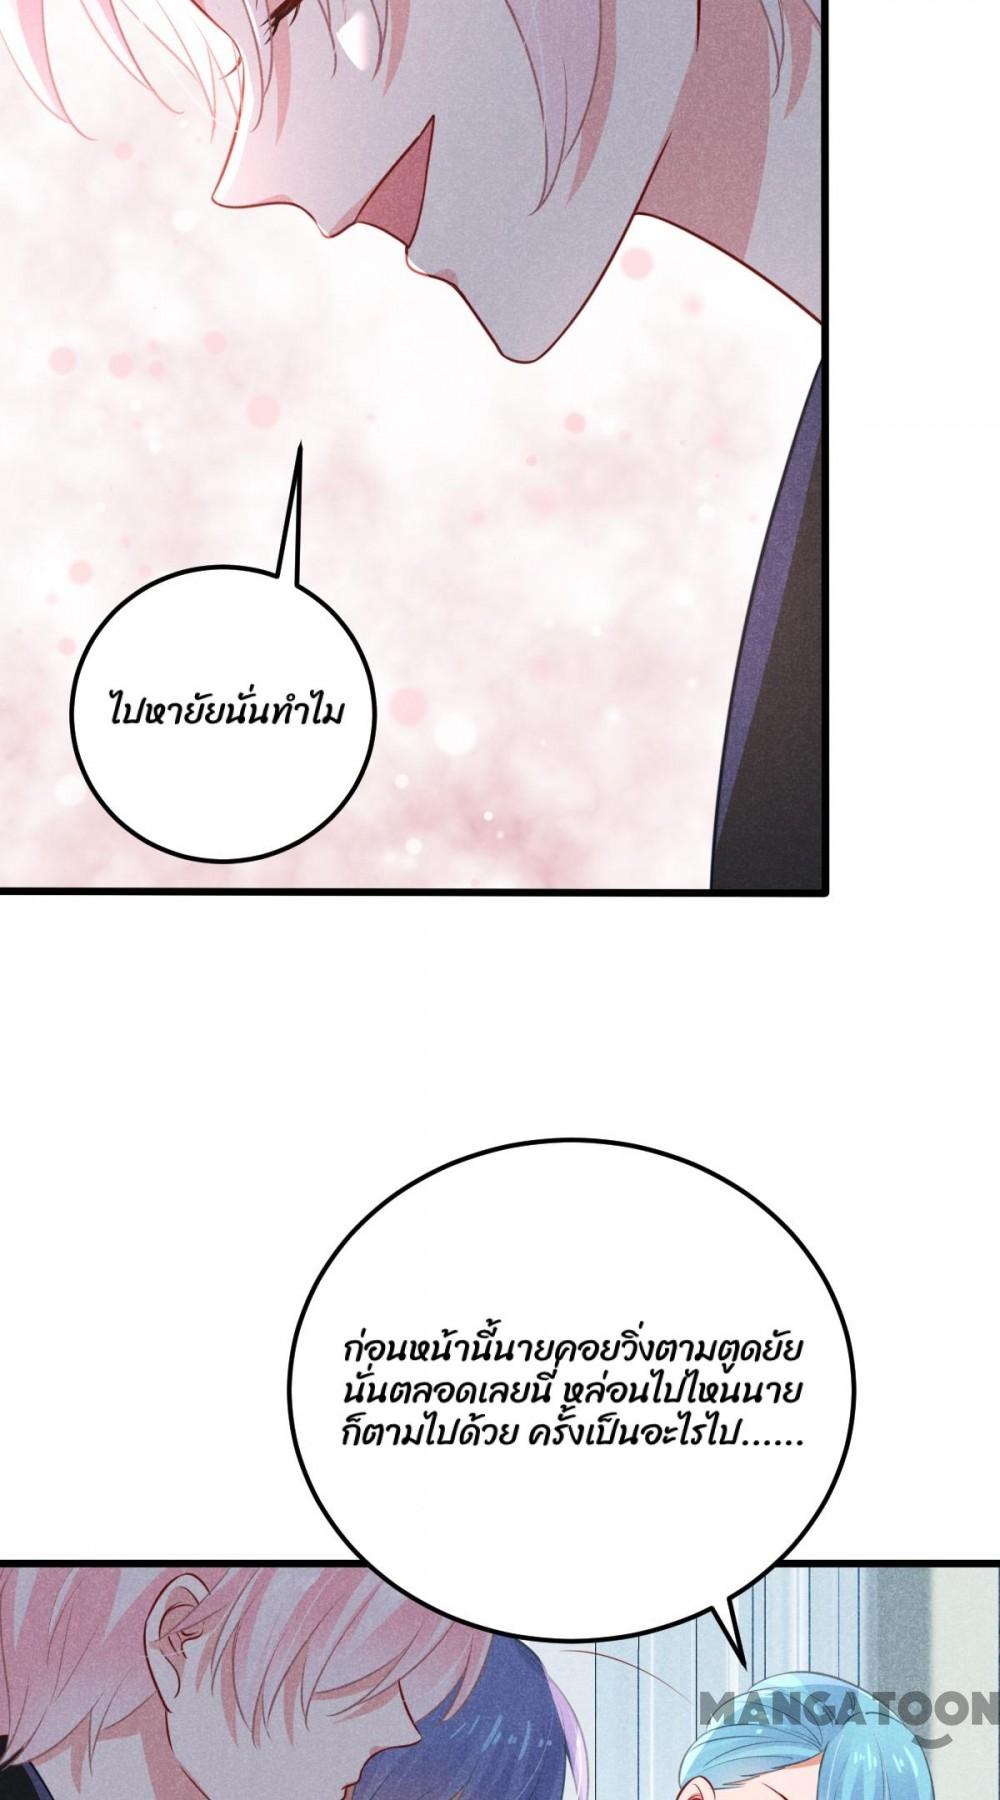 ไปหายัยนั่นทำไม
ก่อนหน้านี้นายคอยวิ่งตามตูดยัย
นั่นตลอดเลยนี่ หล่อนไปไหนนาย
ก็ตามไปด้วย ครั้งเป็นอะไรไป......
MANGATOON